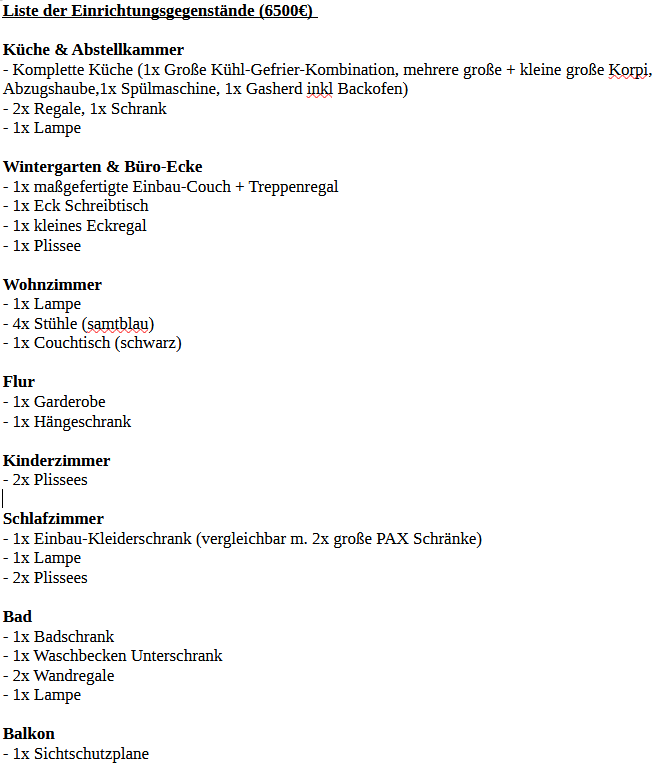 Liste der Einrichtungsgegenstände (6500€)
Küche & Abstellkammer
- Komplette Küche (1x Große Kühl-Gefrier-Kombination, mehrere große + kleine große Korpi,
Abzugshaube,1x Spülmaschine, 1x Gasherd inkl Backofen)
- 2x Regale, 1x Schrank
- 1x Lampe
Wintergarten & Büro-Ecke
- 1x maßgefertigte Einbau-Couch + Treppenregal
- 1x Eck Schreibtisch
- 1x kleines Eckregal
- 1x Plissee
Wohnzimmer
- 1x Lampe
- 4x Stühle (samtblau)
- 1x Couchtisch (schwarz)
Flur
- 1x Garderobe
- 1x Hängeschrank
Kinderzimmer
- 2x Plissees
Schlafzimmer
- 1x Einbau-Kleiderschrank (vergleichbar m. 2x große PAX Schränke)
- 1x Lampe
- 2x Plissees
Bad
- 1x Badschrank
- 1x Waschbecken Unterschrank
- 2x Wandregale
- 1x Lampe
Balkon
- 1x Sichtschutzplane